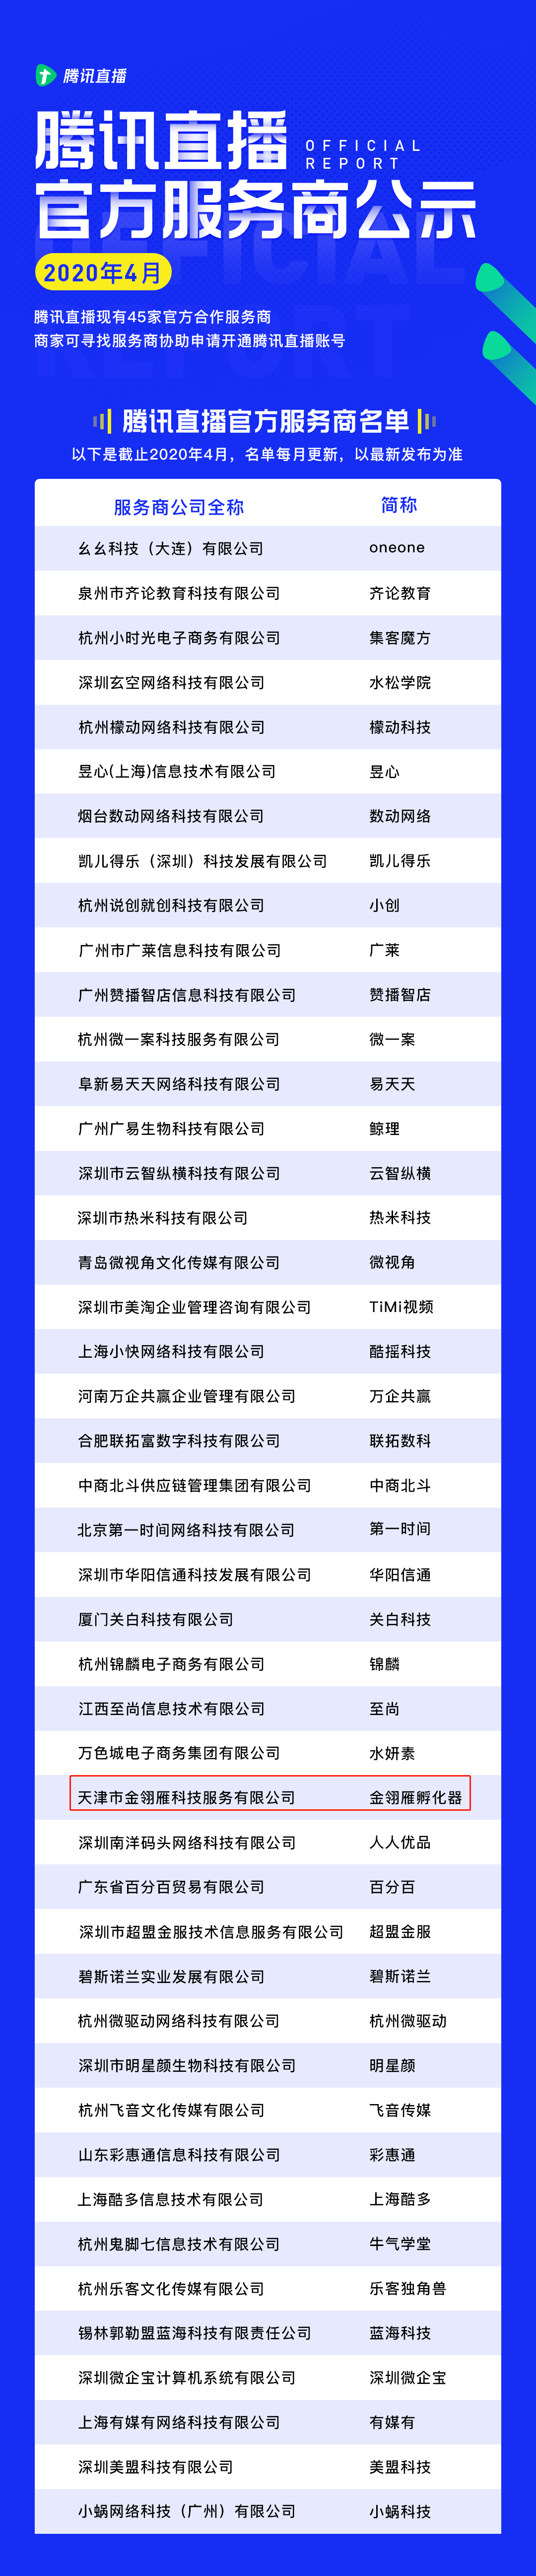 腾讯直播
腾讯直播
OFFICIAL
REPORT
官方服务商公示
OFFICIAL
REPORT
2020年4月
腾讯直播现有45家官方合作服务商
商家可寻找服务商协助申请开通腾讯直播账号
腾讯直播官方服务商名单
以下是截止2020年4月，名单每月更新，以最新发布为准
服务商公司全称 简称
幺幺科技（大连）有限公司 oneone
泉州市齐论教育科技有限公司 齐论教育
杭州小时光电子商务有限公司 集客魔方
深圳玄空网络科技有限公司 水松学院
杭州檬动网络科技有限公司 檬动科技
昱心(上海)信息技术有限公司 昱心
烟台数动网络科技有限公司 数动网络
凯儿得乐（深圳）科技发展有限公司 凯儿得乐
杭州说创就创科技有限公司 小创
广州市广莱信息科技有限公司 广莱
广州赞播智店信息科技有限公司 赞播智店
杭州微一案科技服务有限公司 微一案
阜新易天天网络科技有限公司 易天天
广州广易生物科技有限公司 鲸理
深圳市云智纵横科技有限公司 云智纵横
深圳市热米科技有限公司 热米科技
青岛微视角文化传媒有限公司 微视角
深圳市美淘企业管理咨询有限公司 TiMi视频
上海小快网络科技有限公司 酷摇科技
河南万企共赢企业管理有限公司 万企共赢
合肥联拓富数字科技有限公司 联拓数科
中商北斗供应链管理集团有限公司 中商北斗
北京第一时间网络科技有限公司 第一时间
深圳市华阳信通科技发展有限公司 华阳信通
厦门关白科技有限公司 关白科技
杭州锦麟电子商务有限公司 锦麟
江西至尚信息技术有限公司 至尚
万色城电子商务集团有限公司 水妍素
天津市金翎雁科技服务有限公司 金翎雁孵化器
深圳南洋码头网络科技有限公司 人人优品
广东省百分百贸易有限公司 百分百
深圳市超盟金服技术信息服务有限公司 超盟金服
碧斯诺兰实业发展有限公司 碧斯诺兰
杭州微驱动网络科技有限公司 杭州微驱动
深圳市明星颜生物科技有限公司 明星颜
杭州飞音文化传媒有限公司 飞音传媒
山东彩惠通信息科技有限公司 彩惠通
上海酷多信息技术有限公司 上海酷多
杭州鬼脚七信息技术有限公司 牛气学堂
杭州乐客文化传媒有限公司 乐客独角兽
锡林郭勒盟蓝海科技有限责任公司 蓝海科技
深圳微企宝计算机系统有限公司 深圳微企宝
上海有媒有网络科技有限公司 有媒有
深圳美盟科技有限公司 美盟科技
小蜗网络科技（广州）有限公司 小蜗科技